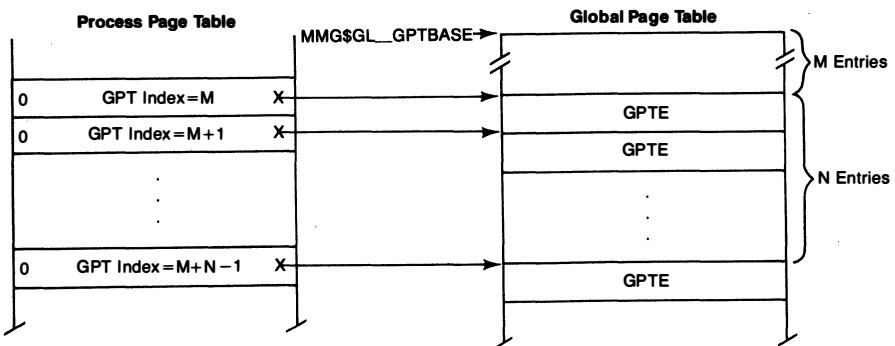 Process Page Table
Global Page Table
MMG$GL__GPTBASE
M Entries
0 GPT Index=M X
GPTE
0 GPT Index=M+1 X
GPTE
N Entries
0 GPT Index=M+N−1 X
GPTE